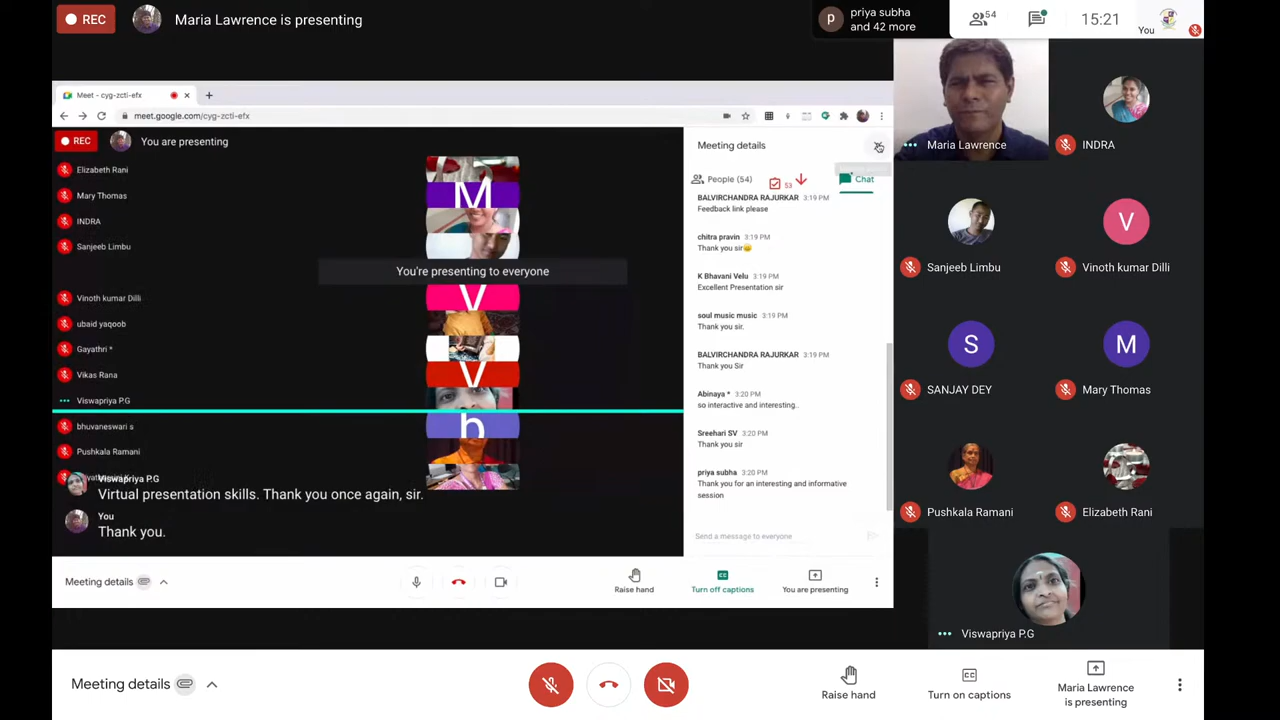 REC
Maria Lawrence is presenting
p
priya subha
and 42 more
54
15:21
You
Meet - cyg-zcti-efx
meet.google.com/cyg-zcti-efx
REC
You are presenting
Elizabeth Rani
Mary Thomas
INDRA
Sanjeeb Limbu
Vinoth kumar Dilli
ubaid yaqoob
Gayathri *
Vikas Rana
Viswapriya P.G
bhuvaneswari s
Pushkala Ramani
M
You're presenting to everyone
V
V
b
Viswapriya P.G
Virtual presentation skills. Thank you once again, sir.
You
Thank you.
Meeting details
People (54)
53
Chat
BALVIRCHANDRA RAJURKAR 3:19 PM
Feedback link please
chitra pravin 3:19 PM
Thank you sir😀
K Bhavani Velu 3:19 PM
Excellent Presentation sir
soul music music 3:19 PM
Thank you sir.
BALVIRCHANDRA RAJURKAR 3:19 PM
Thank you Sir
Abinaya * 3:20 PM
so interactive and interesting..
Sreehari SV 3:20 PM
Thank you sir
priya subha 3:20 PM
Thank you for an interesting and informative
session
Send a message to everyone
Meeting details
Raise hand
Turn off captions
You are presenting
Maria Lawrence
INDRA
Sanjeeb Limbu
V
Vinoth kumar Dilli
S
SANJAY DEY
M
Mary Thomas
Pushkala Ramani
Elizabeth Rani
Viswapriya P.G
Meeting details
Raise hand
Turn on captions
Maria Lawrence
is presenting